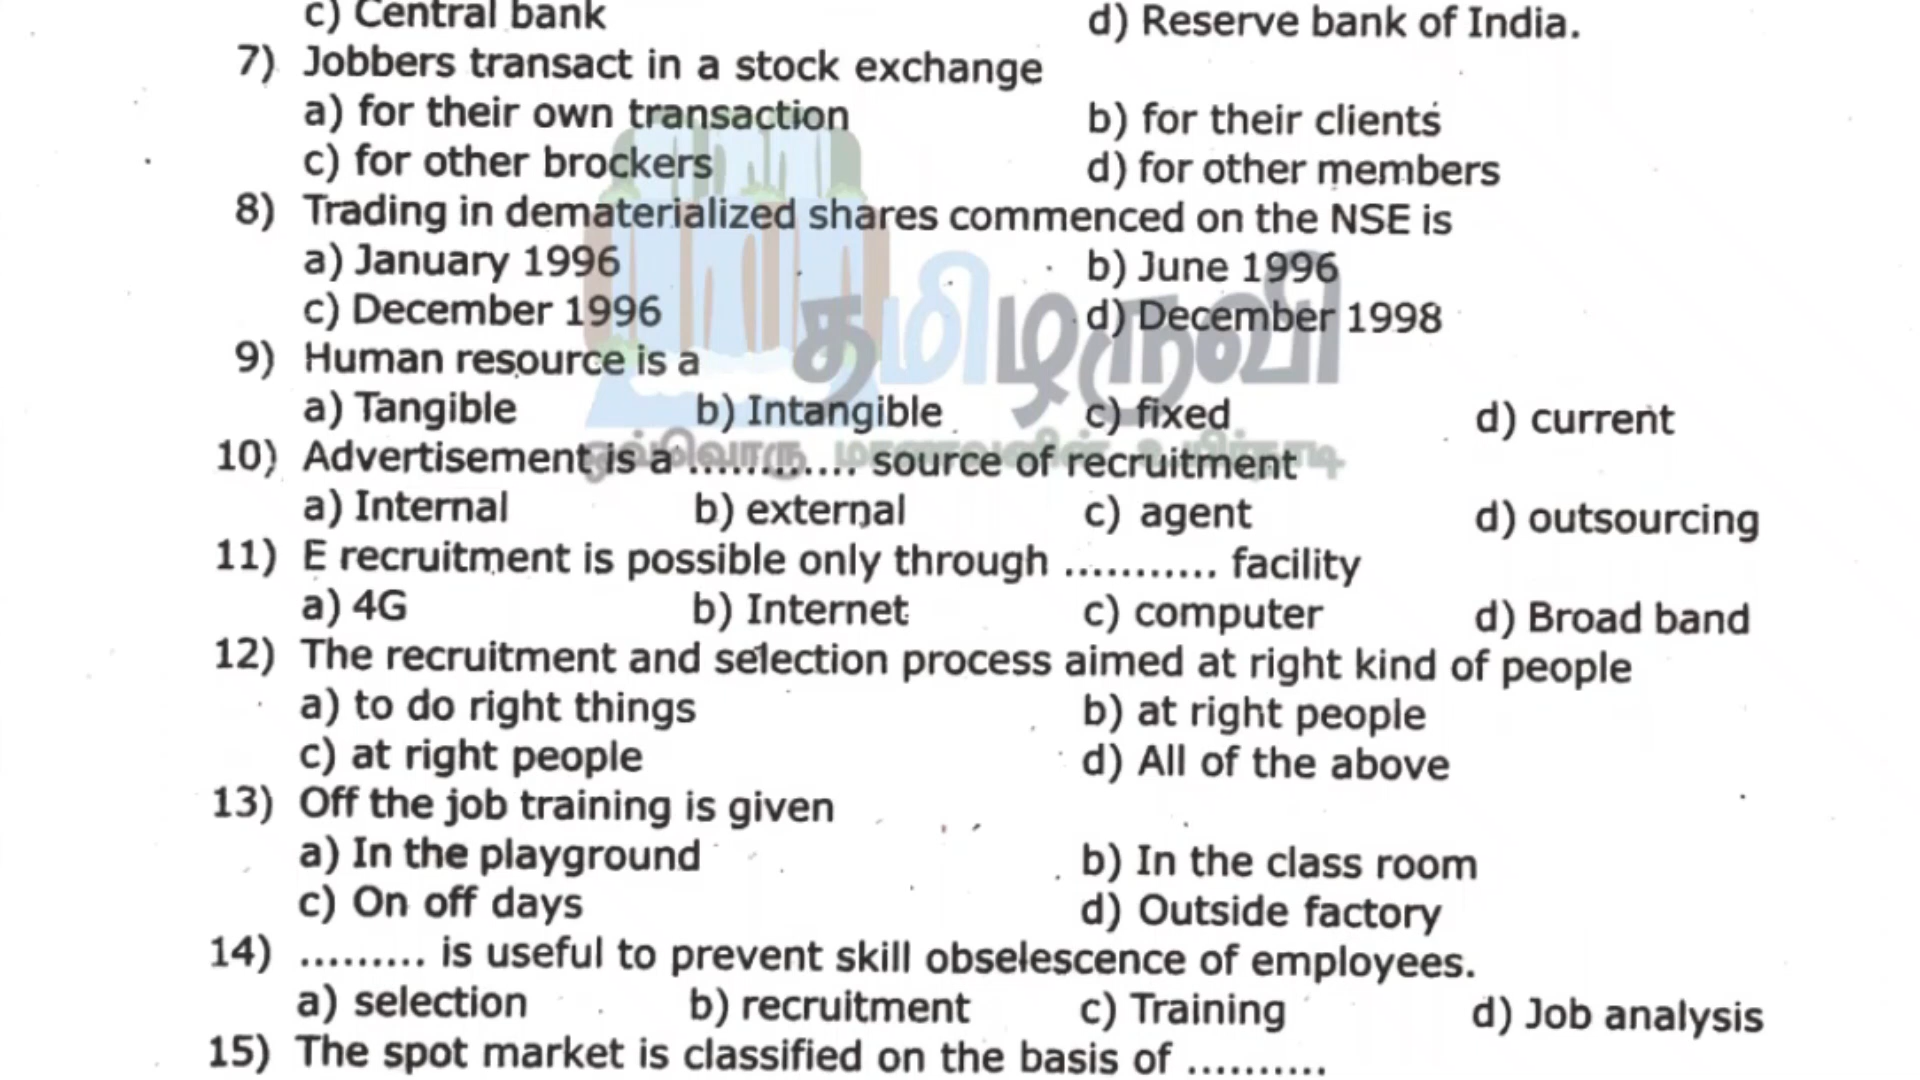 c) Central bank d) Reserve bank of India.
7) Jobbers transact in a stock exchange
a) for their own transaction b) for their clients
c) for other brockers d) for other members
8) Trading in dematerialized shares commenced on the NSE is
a) January 1996 b) June 1996
c) December 1996 d) December 1998
தமிழருவி
9) Human resource is a
a) Tangible b) Intangible c) fixed d) current
ஒவ்வொரு மாணவனின் உயிர்நாடி
10) Advertisement is a ............ source of recruitment
a) Internal b) external c) agent d) outsourcing
11) E recruitment is possible only through ........... facility
a) 4G b) Internet c) computer d) Broad band
12) The recruitment and selection process aimed at right kind of people
a) to do right things b) at right people
c) at right people d) All of the above
13) Off the job training is given
a) In the playground b) In the class room
c) On off days d) Outside factory
14) ......... is useful to prevent skill obselescence of employees.
a) selection b) recruitment c) Training d) Job analysis
15) The spot market is classified on the basis of ..........